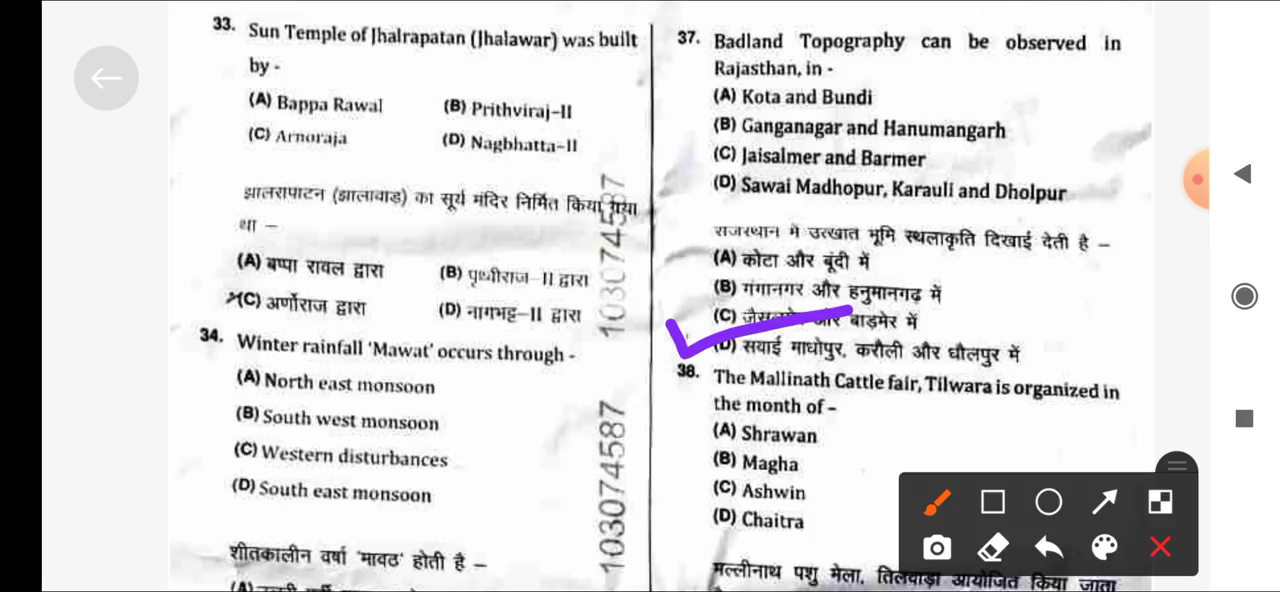 33. Sun Temple of Jhalrapatan (Jhalawar) was built
by -
(A) Bappa Rawal (B) Prithviraj-II
(C) Arnoraja (D) Nagbhatta-II
झालरापाटन (झालावाड़) का सूर्य मंदिर निर्मित किया गया
था –
(A) बप्पा रावल द्वारा (B) पृथ्वीराज-II द्वारा
(C) अर्णोराज द्वारा (D) नागभट्ट-II द्वारा
34. Winter rainfall 'Mawat' occurs through -
(A) North east monsoon
(B) South west monsoon
(C) Western disturbances
(D) South east monsoon
शीतकालीन वर्षा 'मावठ' होती है –
(A)
103074587
103074587
37. Badland Topography can be observed in
Rajasthan, in -
(A) Kota and Bundi
(B) Ganganagar and Hanumangarh
(C) Jaisalmer and Barmer
(D) Sawai Madhopur, Karauli and Dholpur
राजस्थान में उत्खात भूमि स्थलाकृति दिखाई देती है –
(A) कोटा और बूंदी में
(B) गंगानगर और हनुमानगढ़ में
(C) जैसलमेर और बाड़मेर में
(D) सवाई माधोपुर, करौली और धौलपुर में
38. The Mallinath Cattle fair, Tilwara is organized in
the month of -
(A) Shrawan
(B) Magha
(C) Ashwin
(D) Chaitra
मल्लीनाथ पशु मेला, तिलवाड़ा आयोजित किया जाता